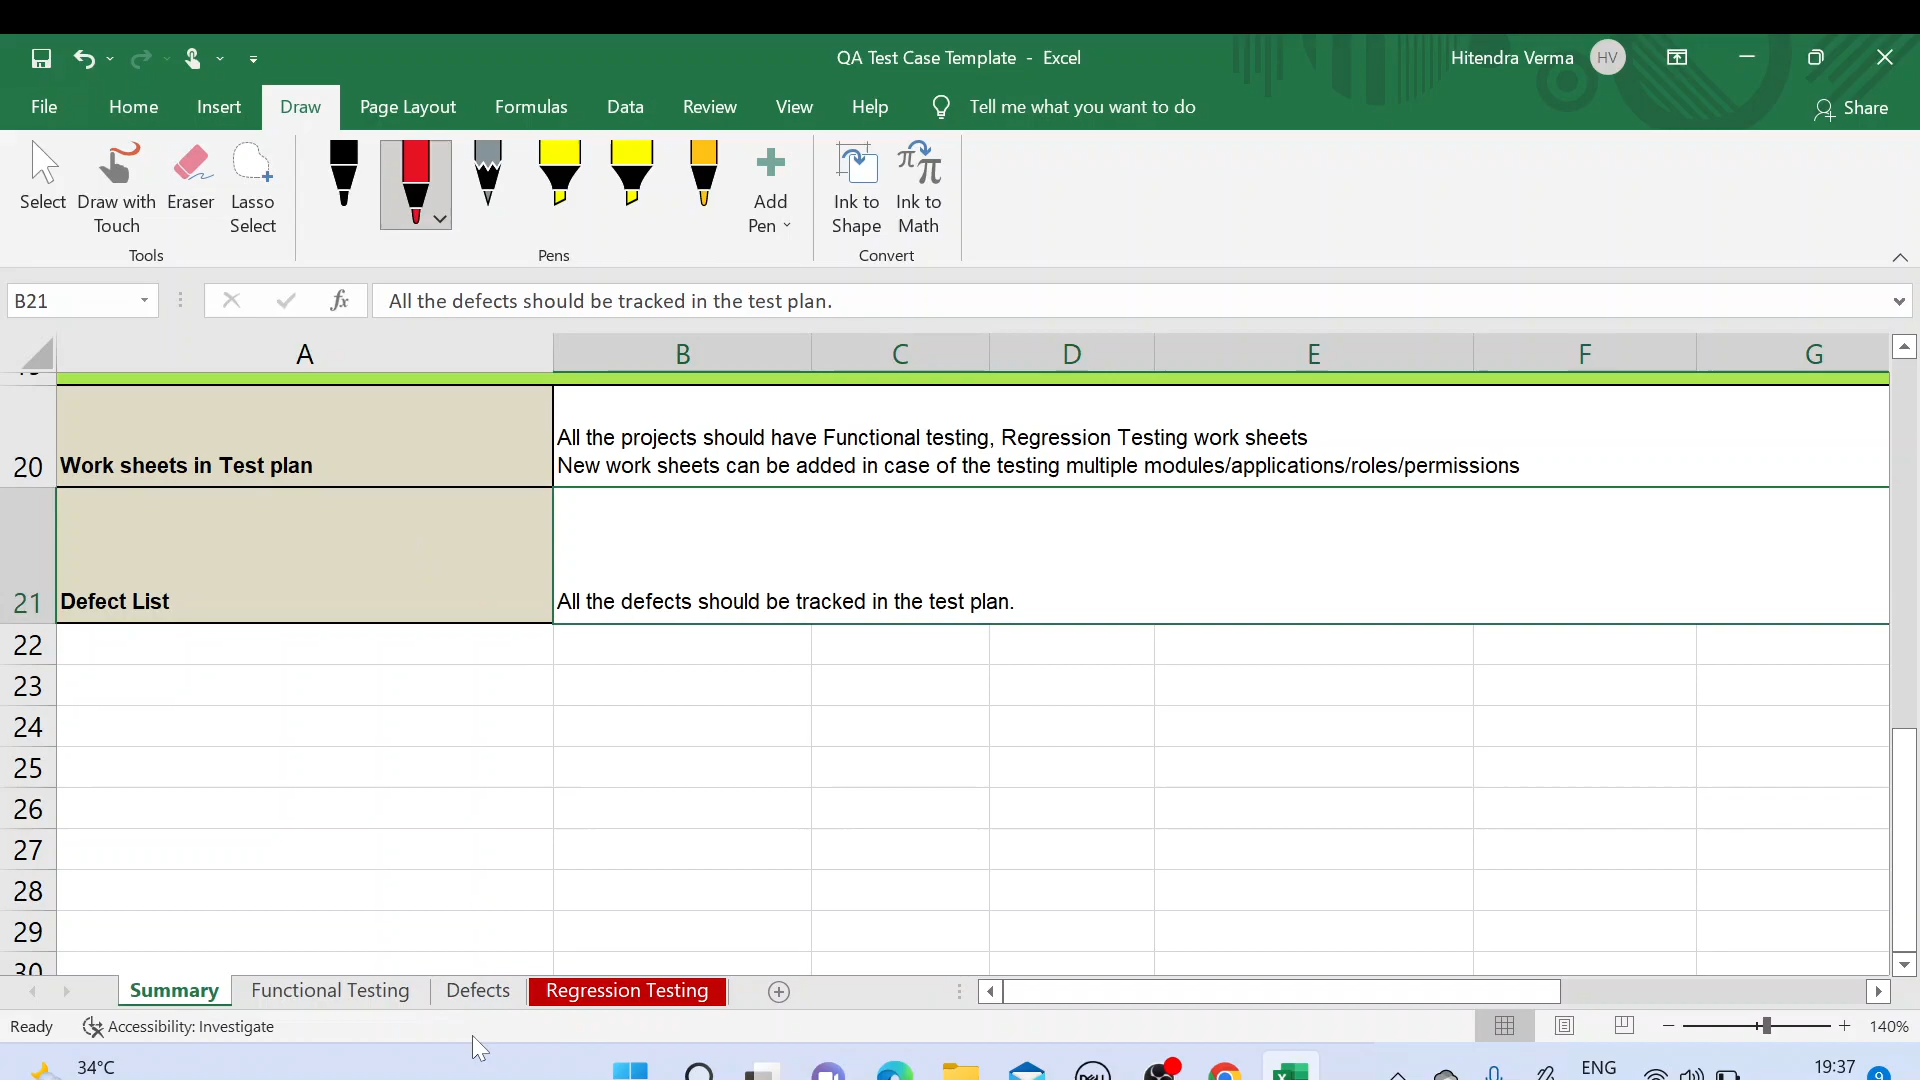 QA Test Case Template - Excel
Hitendra Verma
HV
File
Home
Insert
Draw
Page Layout
Formulas
Data
Review
View
Help
Tell me what you want to do
Share
Select
Draw with
Touch
Eraser
Lasso
Select
Add
Pen
Ink to
Shape
Ink to
Math
Tools
Pens
Convert
B21
fx
All the defects should be tracked in the test plan.
A
B
C
D
E
F
G
20
Work sheets in Test plan
All the projects should have Functional testing, Regression Testing work sheets
New work sheets can be added in case of the testing multiple modules/applications/roles/permissions
21
Defect List
All the defects should be tracked in the test plan.
22
23
24
25
26
27
28
29
30
Summary
Functional Testing
Defects
Regression Testing
Ready
Accessibility: Investigate
140%
34°C
DELL
ENG
19:37
9